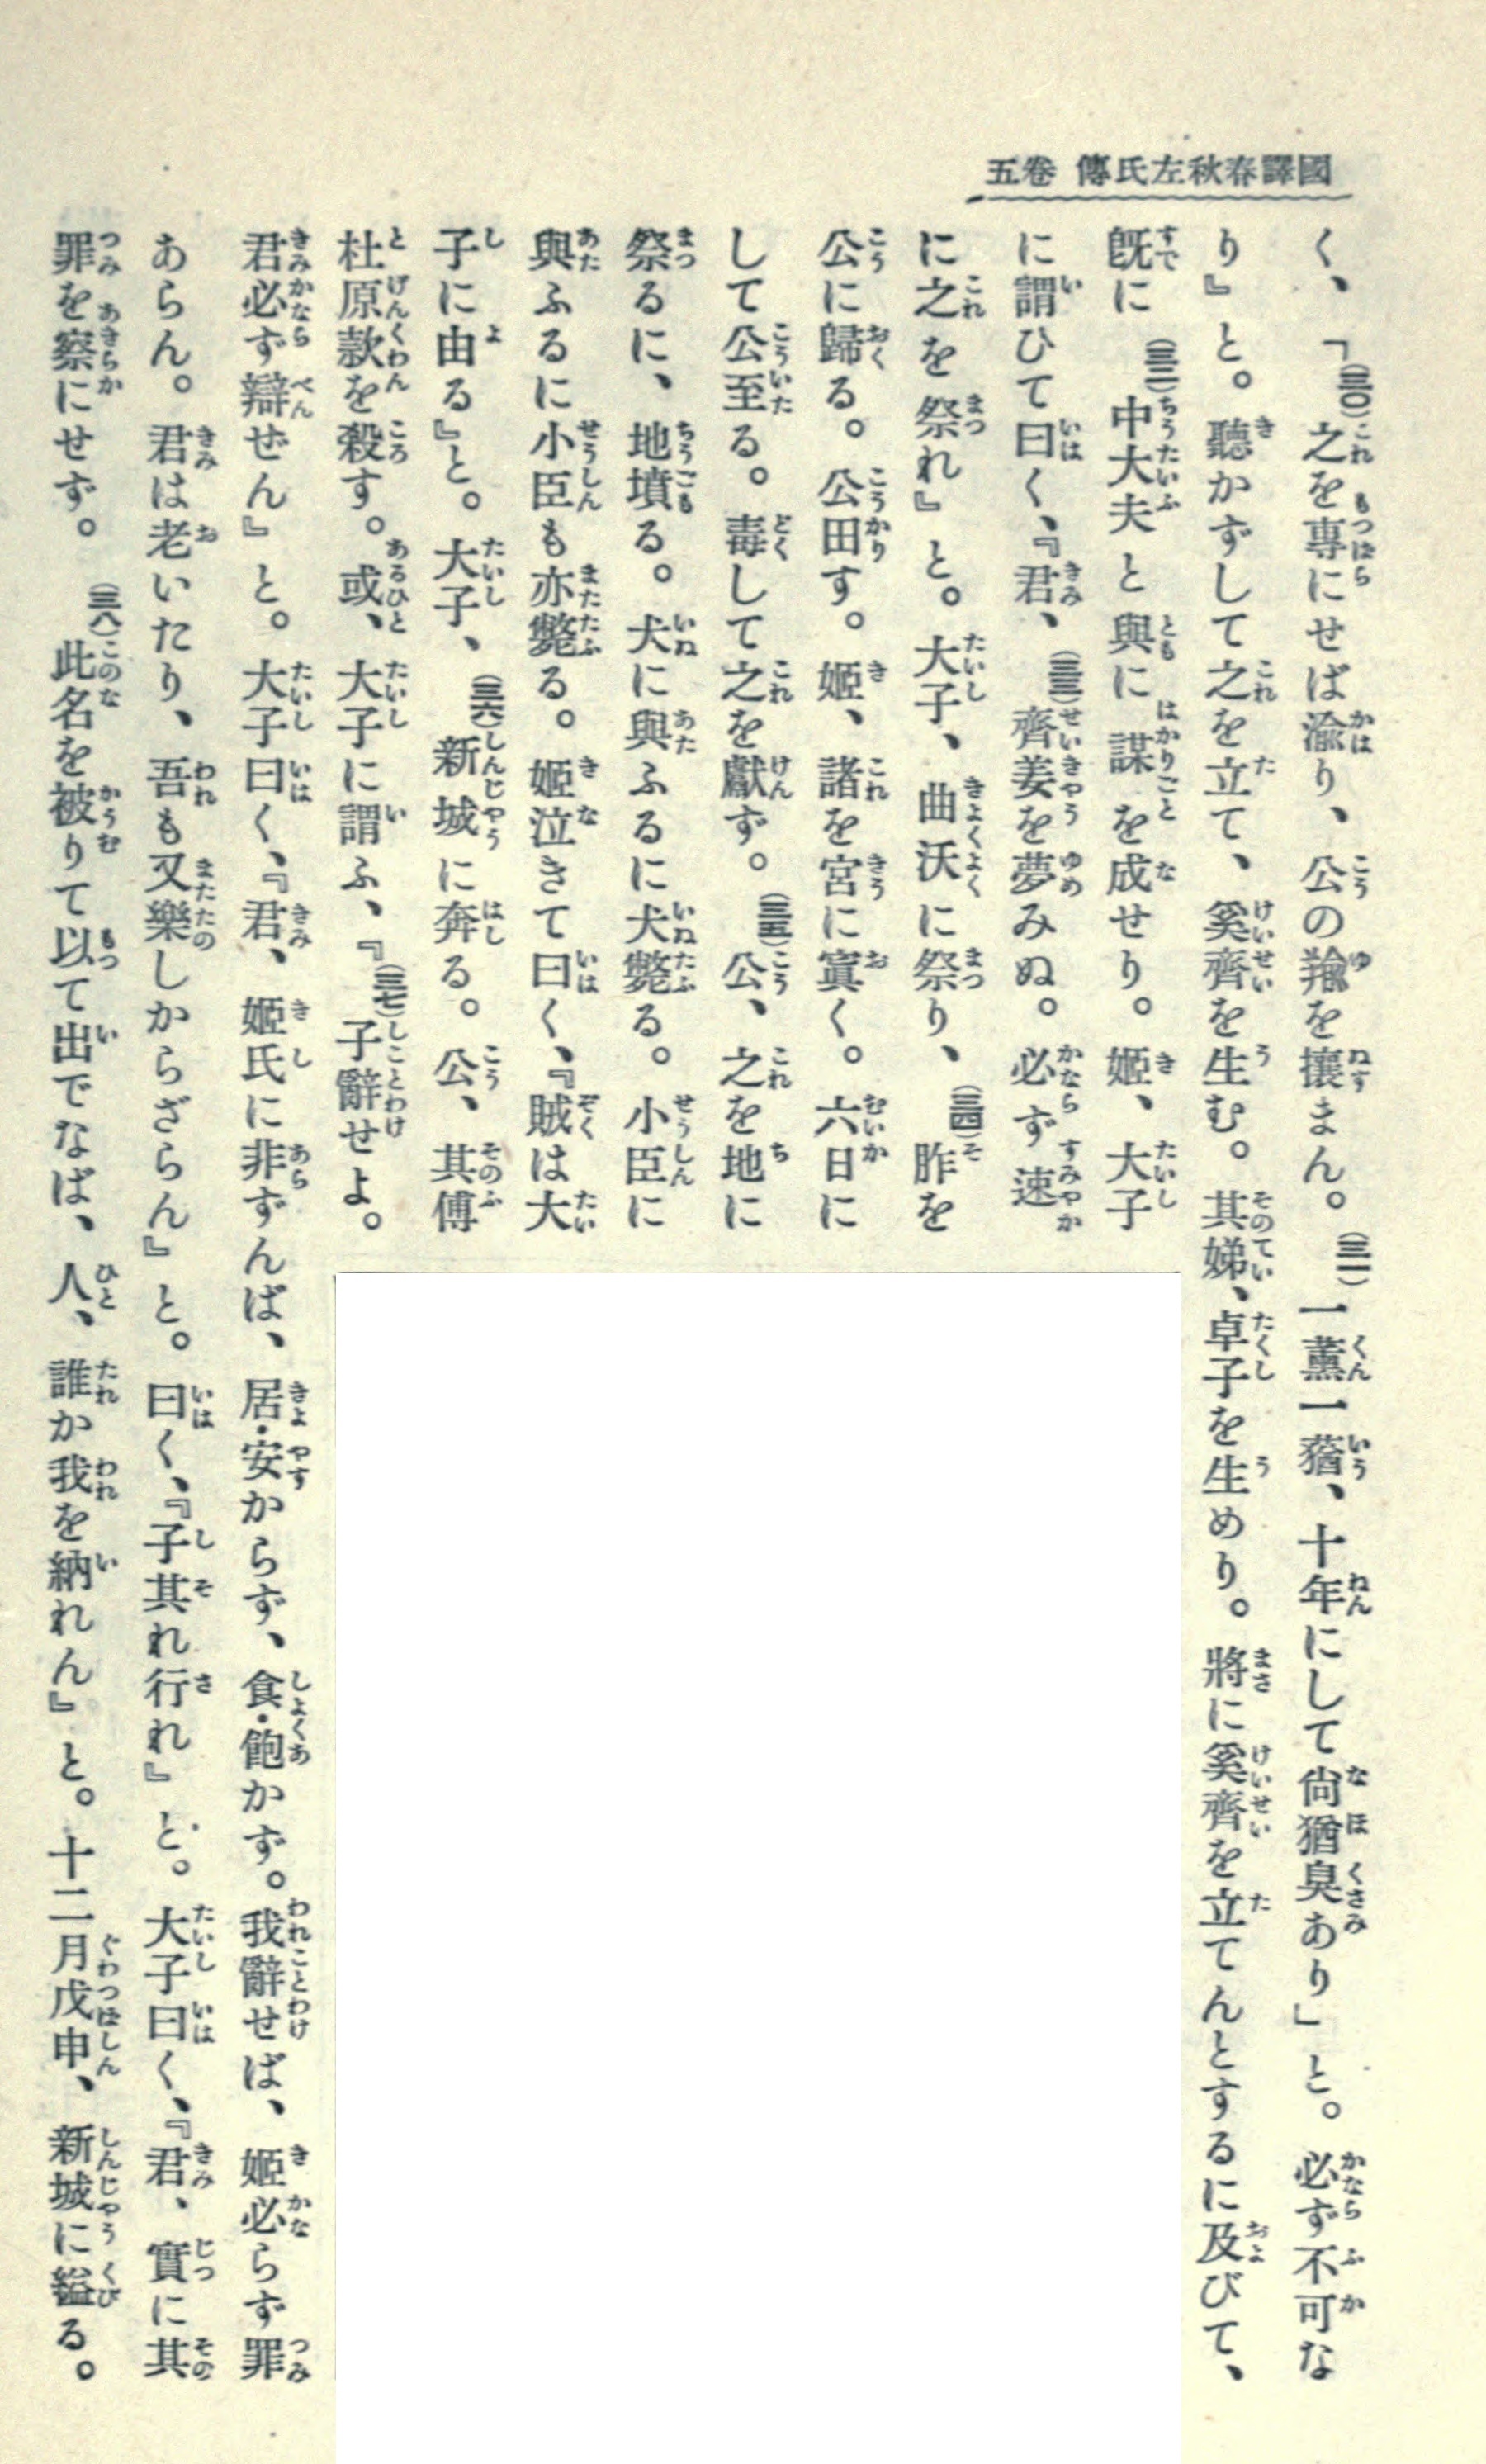 國譯春秋左氏傳 卷五
く、「(三〇)之を專にせば渝り、公の羭を攘まん。(三一)一薰一蕕、十年にして尙猶臭あり」と。必ず不可な
り』と。聽かずして之を立て、奚齊を生む。其娣、卓子を生めり。將に奚齊を立てんとするに及びて、
旣に(三二)中大夫と與に謀を成せり。姬、大子
に謂ひて曰く、『君、(三三)齊姜を夢みぬ。必ず速
に之を祭れ』と。大子、曲沃に祭り、(三四)胙を
公に歸る。公田す。姬、諸を宮に寘く。六日に
して公至る。毒して之を獻ず。(三五)公、之を地に
祭るに、地墳る。犬に與ふるに犬斃る。小臣に
與ふるに小臣も亦斃る。姬泣きて曰く、『賊は大
子に由る』と。大子、(三六)新城に奔る。公、其傅
杜原款を殺す。或、大子に謂ふ、『(三七)子辭せよ。
君必ず辯ぜん』と。大子曰く、『君、姬氏に非ずんば、居・安からず、食・飽かず。我辭せば、姬必らず罪
あらん。君は老いたり、吾も又樂しからざらん』と。曰く、『子其れ行れ』と。大子曰く、『君、實に其
罪を察にせず。(三八)此名を被りて以て出でなば、人、誰か我を納れん』と。十二月戊申、新城に縊る。